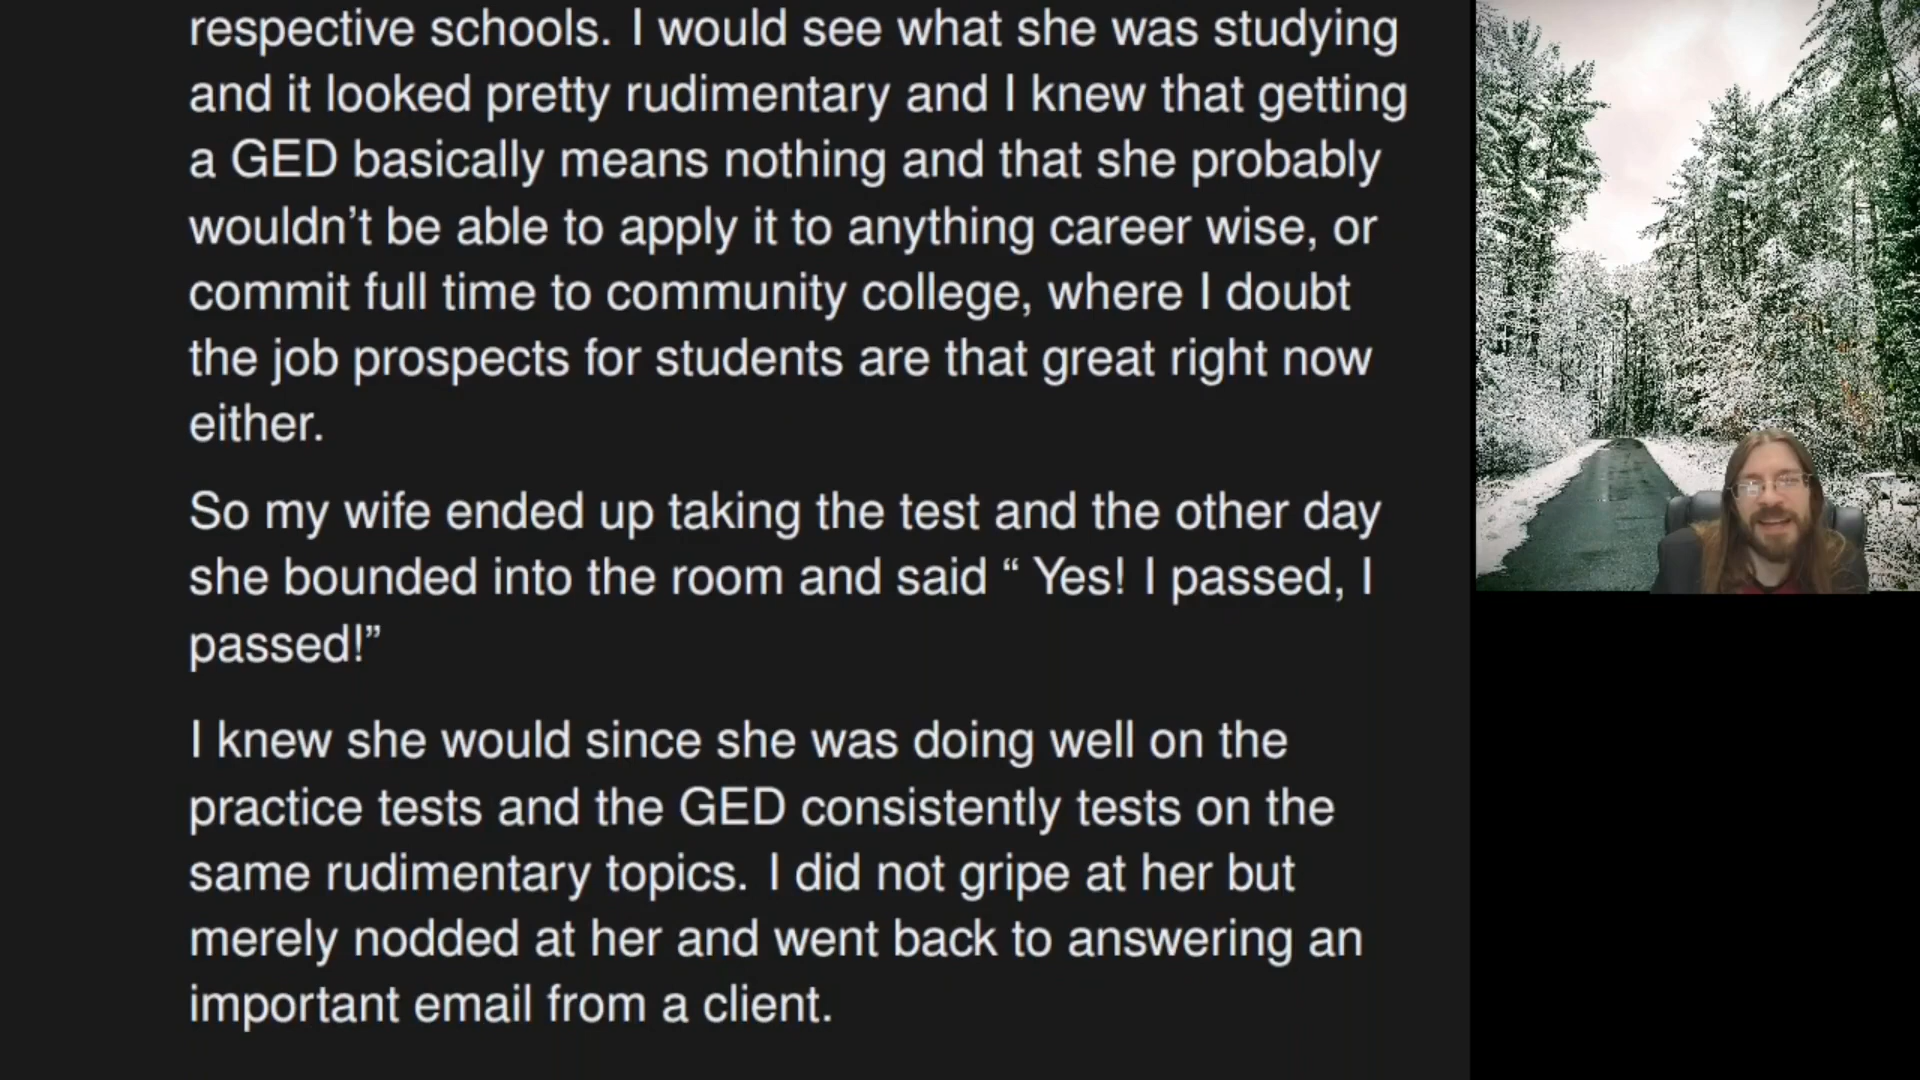 respective schools. I would see what she was studying
and it looked pretty rudimentary and I knew that getting
a GED basically means nothing and that she probably
wouldn’t be able to apply it to anything career wise, or
commit full time to community college, where I doubt
the job prospects for students are that great right now
either.
So my wife ended up taking the test and the other day
she bounded into the room and said “ Yes! I passed, I
passed!”
I knew she would since she was doing well on the
practice tests and the GED consistently tests on the
same rudimentary topics. I did not gripe at her but
merely nodded at her and went back to answering an
important email from a client.